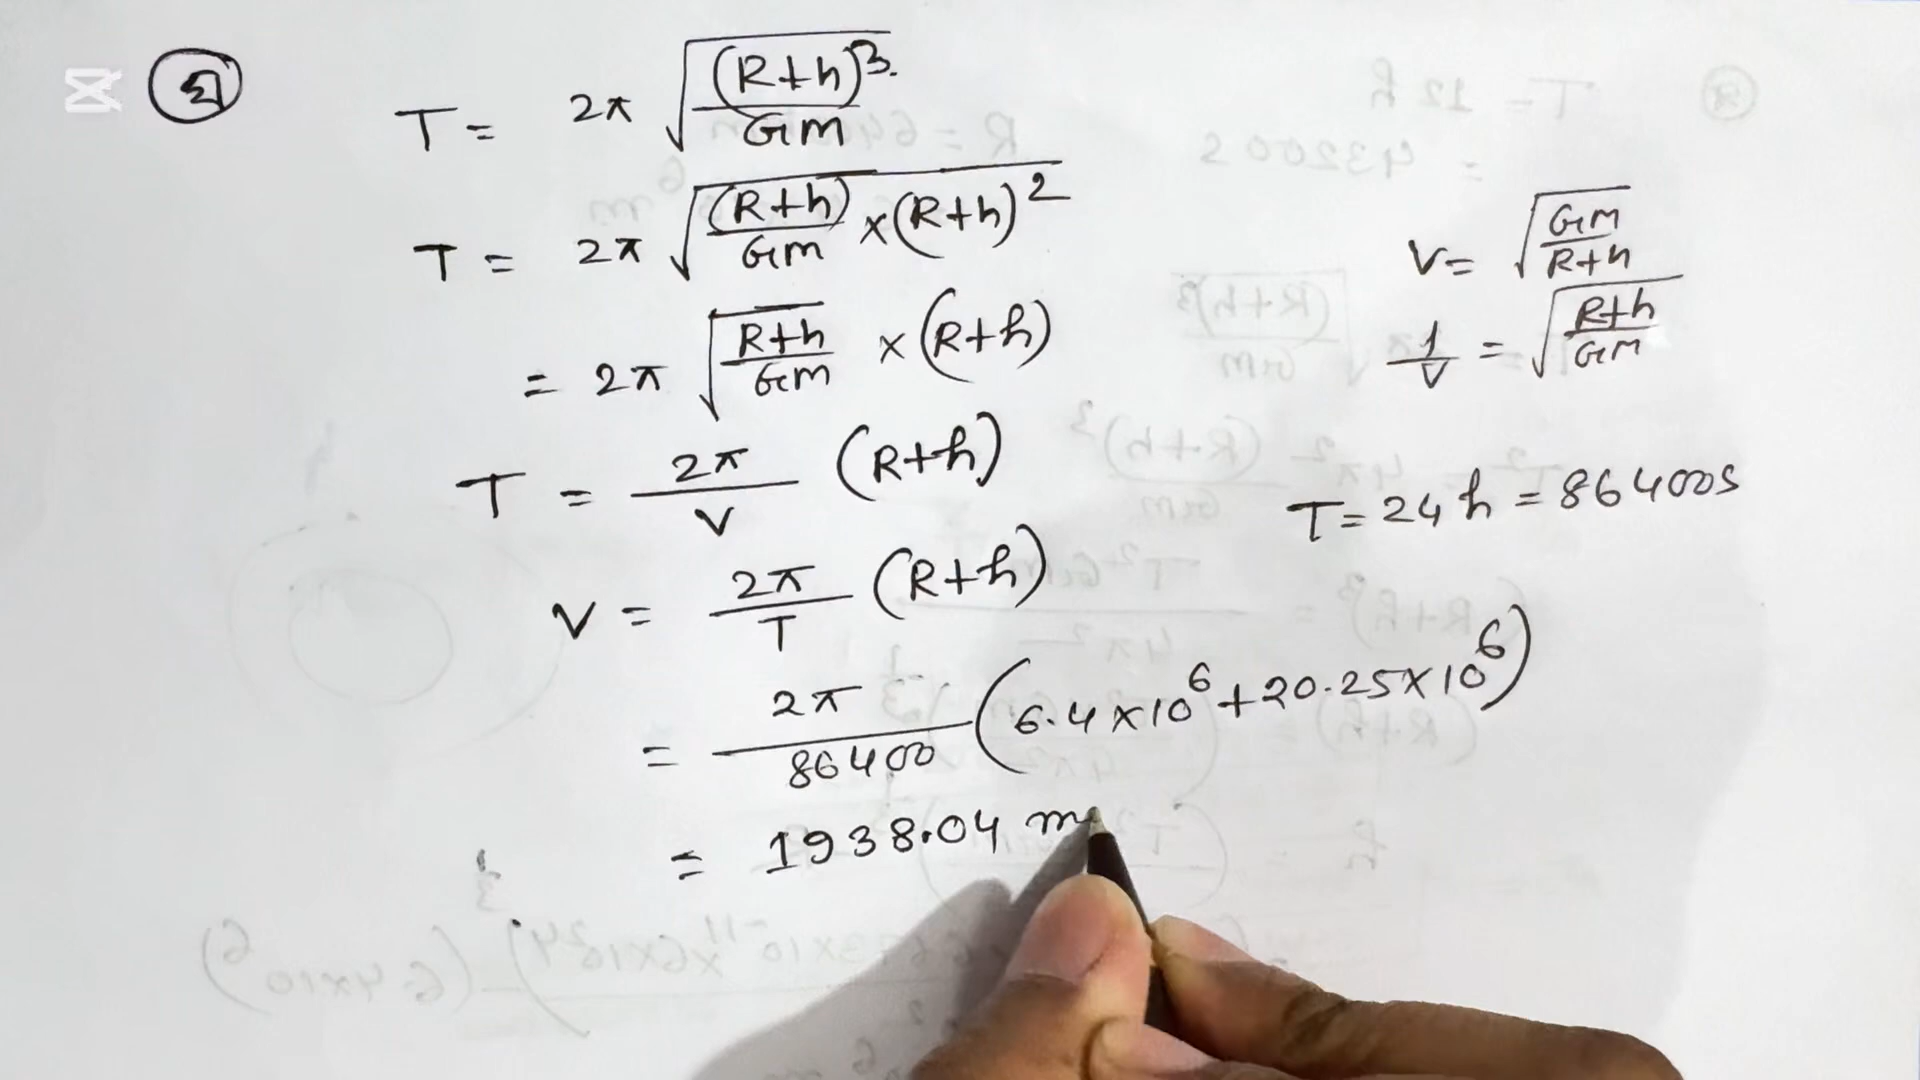 ঘ
T = 2π √((R+h)³/GM)
T = 2π √((R+h)/GM × (R+h)²)
= 2π √(R+h/GM) × (R+h)
T = 2π/V (R+h)
V = 2π/T (R+h)
= 2π/86400 (6.4×10⁶+20.25×10⁶)
= 1938.04 m
V = √(GM/R+h)
1/V = √(R+h/GM)
T = 24 h = 86400s